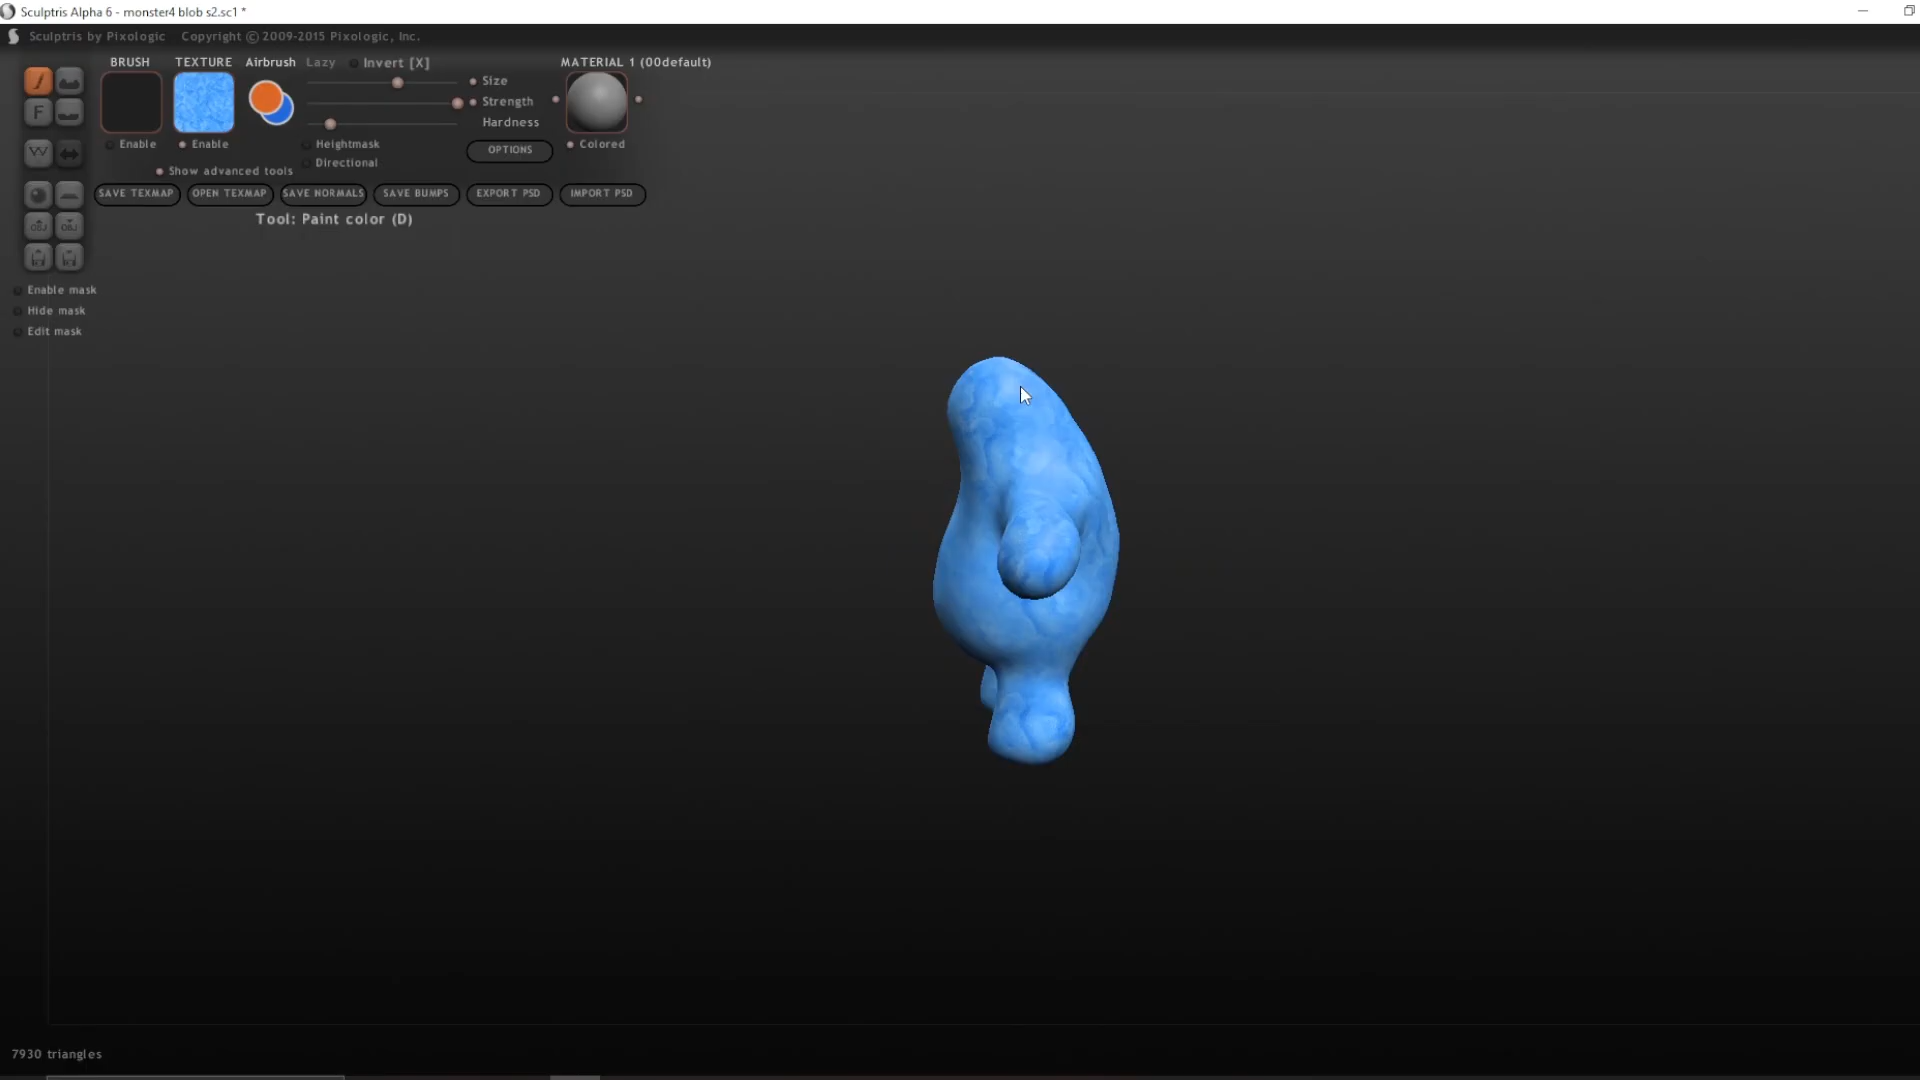 Sculptris Alpha 6 - monster4 blob s2.sc1 *
Sculptris by Pixologic Copyright © 2009-2015 Pixologic, Inc.
BRUSH TEXTURE Airbrush Lazy Invert [X] MATERIAL 1 (00default)
Size
Strength
Hardness
Enable Enable Heightmask OPTIONS Colored
Directional
Show advanced tools
SAVE TEXMAP OPEN TEXMAP SAVE NORMALS SAVE BUMPS EXPORT PSD IMPORT PSD
Tool: Paint color (D)
F
W
OBJ OBJ
Enable mask
Hide mask
Edit mask
7930 triangles